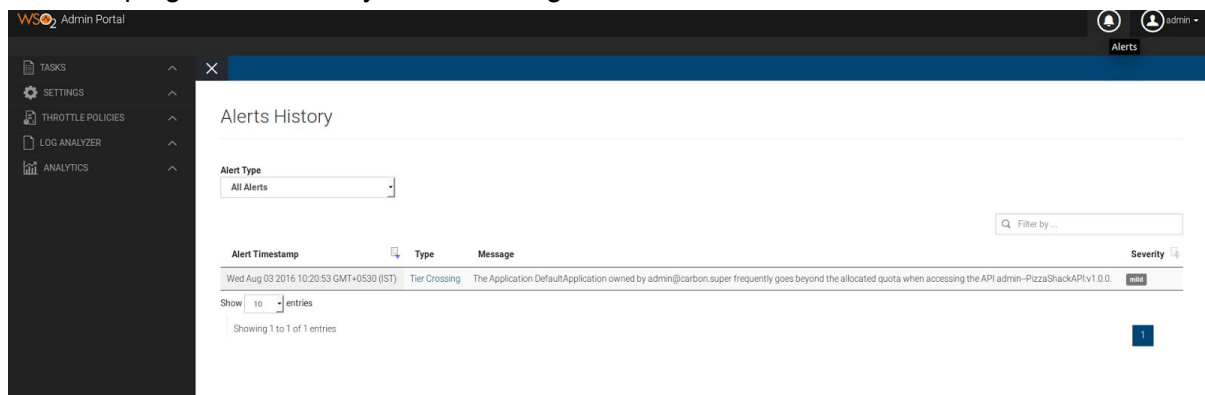 WSO2 Admin Portal
admin
Alerts
TASKS
SETTINGS
THROTTLE POLICIES
LOG ANALYZER
ANALYTICS
Alerts History
Alert Type
All Alerts
Filter by ...
Alert Timestamp Type Message Severity
Wed Aug 03 2016 10:20:53 GMT+0530 (IST) Tier Crossing The Application DefaultApplication owned by admin@carbon.super frequently goes beyond the allocated quota when accessing the API admin--PizzaShackAPI:v1.0.0. mild
Show 10 entries
Showing 1 to 1 of 1 entries
1